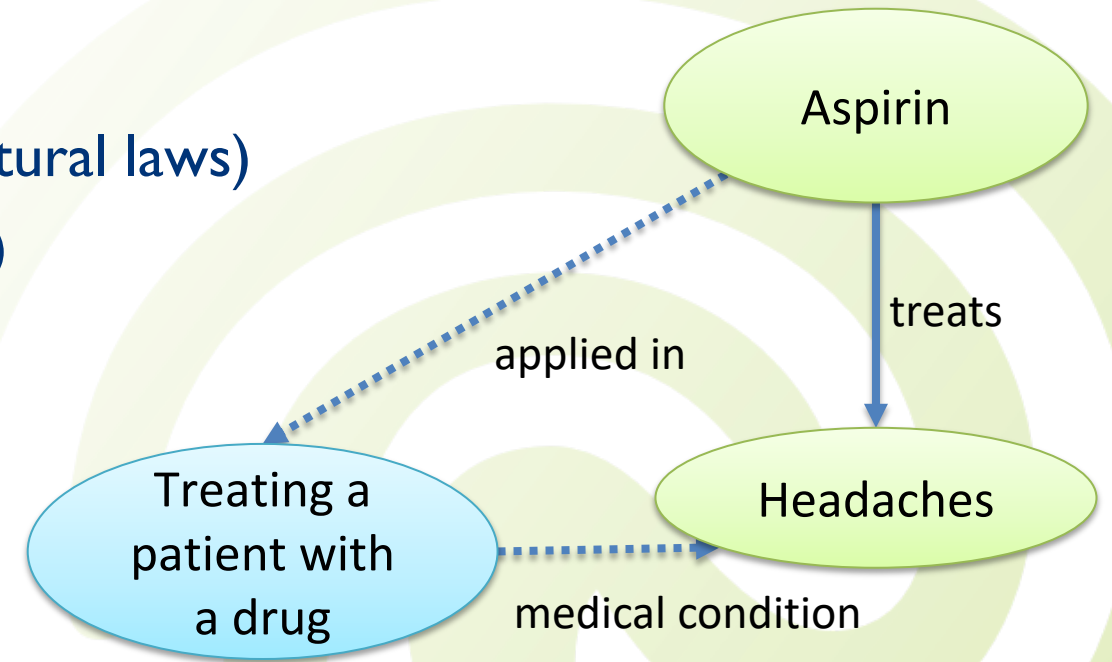 Aspirin
tural laws)
)
treats
applied in
Treating a
patient with
a drug
Headaches
medical condition